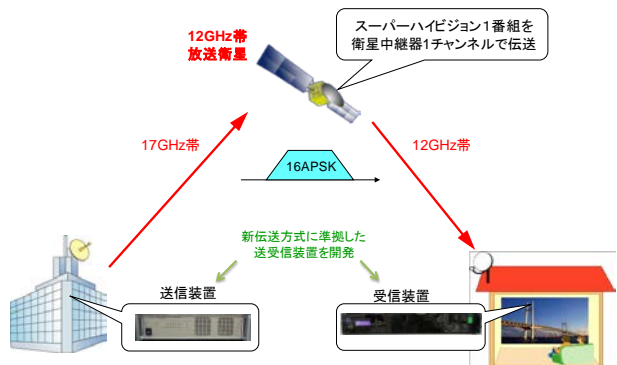 スーパーハイビジョン1番組を
衛星中継器1チャンネルで伝送
12GHz帯
放送衛星
17GHz帯
12GHz帯
16APSK
新伝送方式に準拠した
送受信装置を開発
送信装置
受信装置